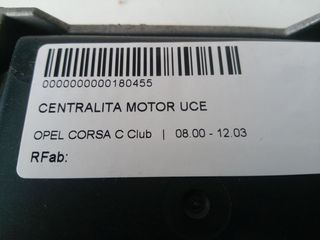 0000000000180455
CENTRALITA MOTOR UCE
OPEL CORSA C Club | 08.00 - 12.03
RFab: